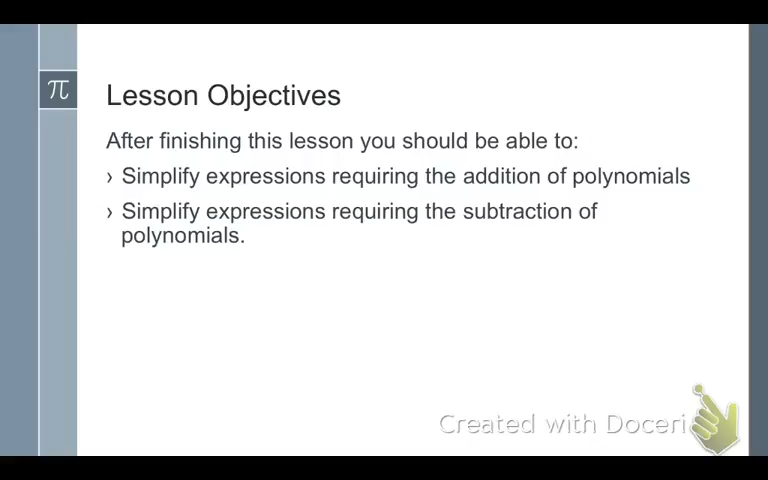 π
Lesson Objectives
After finishing this lesson you should be able to:
› Simplify expressions requiring the addition of polynomials
› Simplify expressions requiring the subtraction of
polynomials.
Created with Doceri